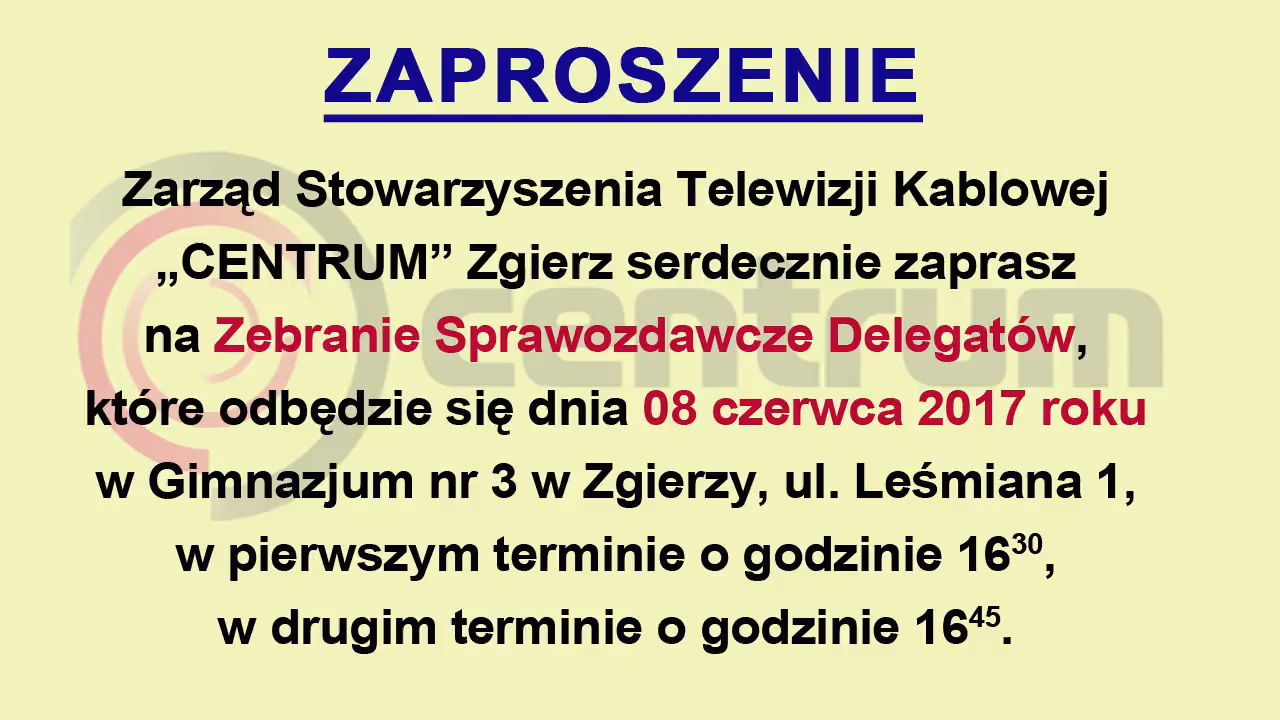 ZAPROSZENIE
Zarząd Stowarzyszenia Telewizji Kablowej
„CENTRUM” Zgierz serdecznie zaprasz
na Zebranie Sprawozdawcze Delegatów,
które odbędzie się dnia 08 czerwca 2017 roku
w Gimnazjum nr 3 w Zgierzy, ul. Leśmiana 1,
w pierwszym terminie o godzinie 16³⁰,
w drugim terminie o godzinie 16⁴⁵.
centrum